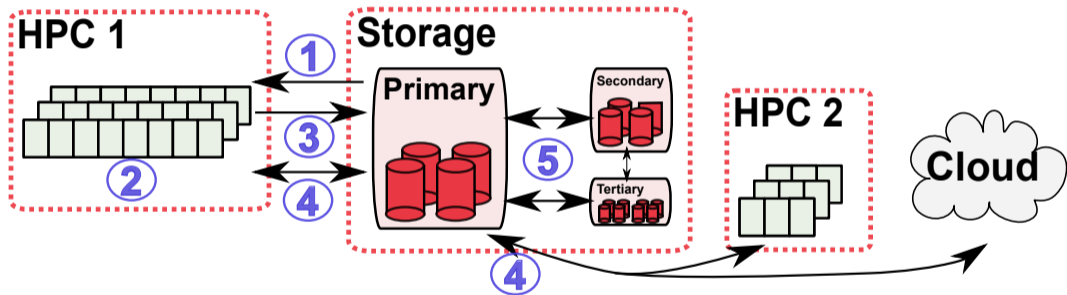 HPC 1
1
3
2
4
Storage
Primary
Secondary
5
Tertiary
4
HPC 2
Cloud